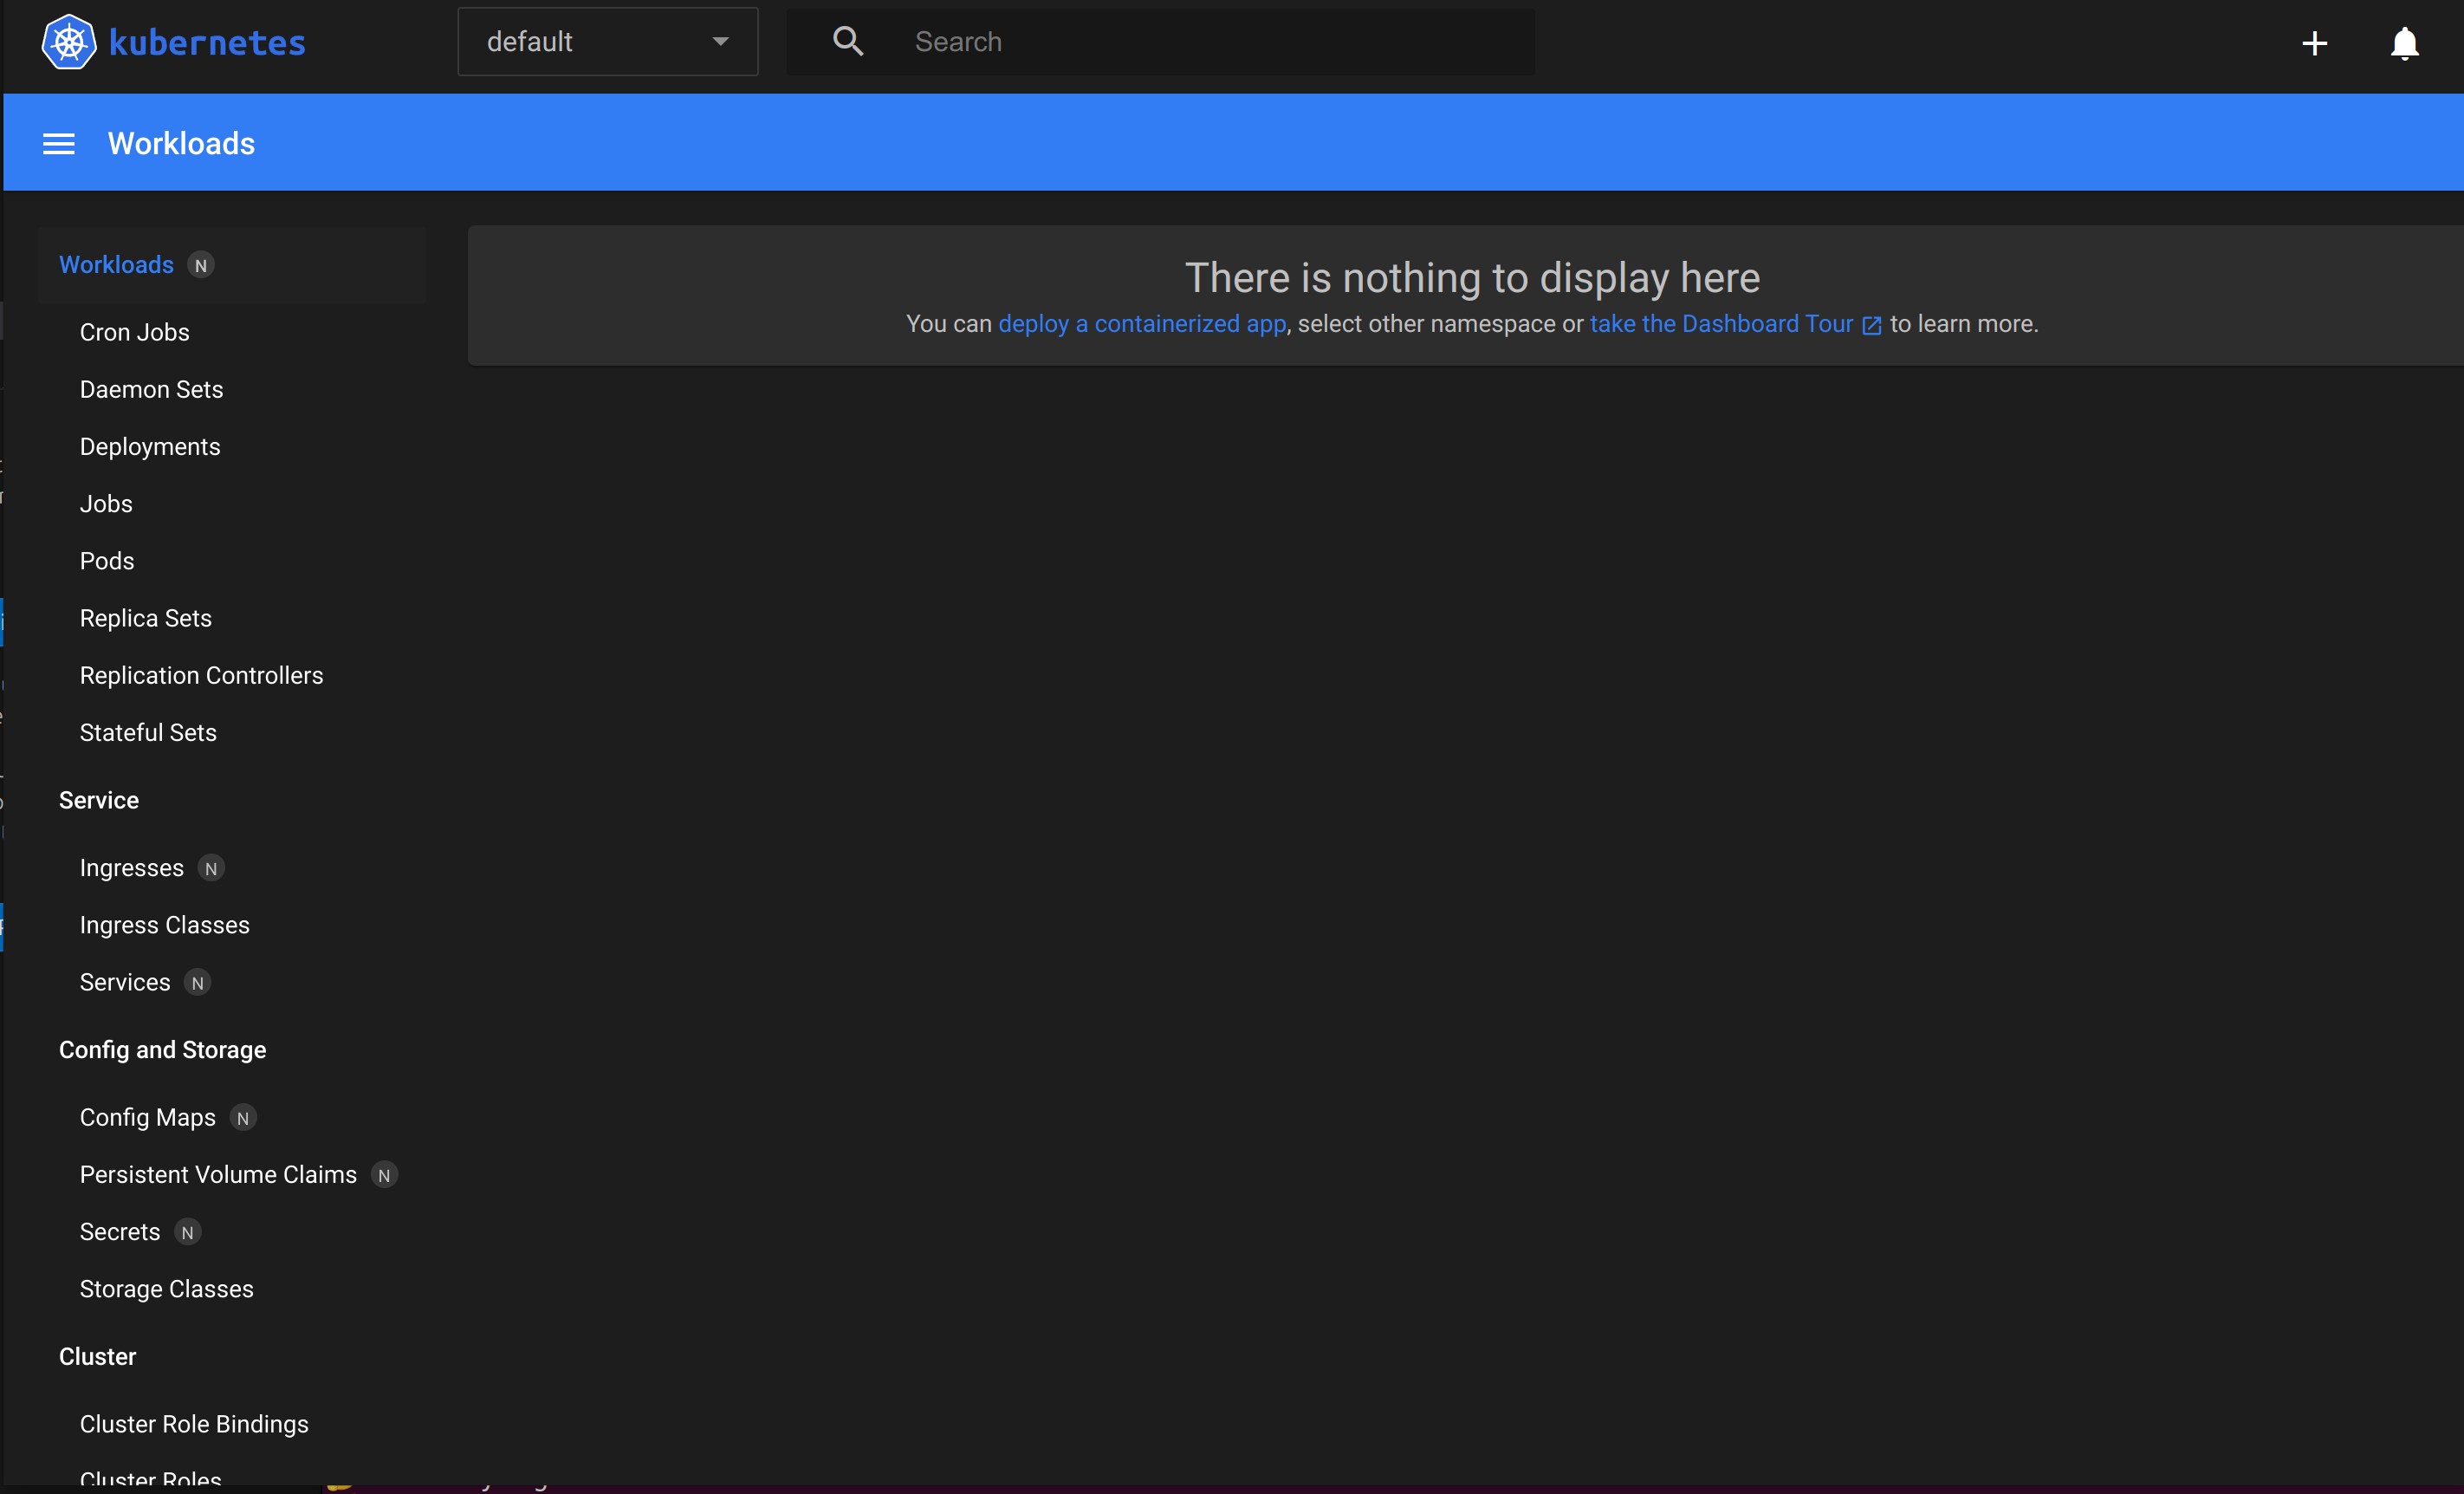 kubernetes
default
Search
Workloads
Workloads N
Cron Jobs
Daemon Sets
Deployments
Jobs
Pods
Replica Sets
Replication Controllers
Stateful Sets
Service
Ingresses N
Ingress Classes
Services N
Config and Storage
Config Maps N
Persistent Volume Claims N
Secrets N
Storage Classes
Cluster
Cluster Role Bindings
Cluster Roles
There is nothing to display here
You can deploy a containerized app, select other namespace or take the Dashboard Tour to learn more.